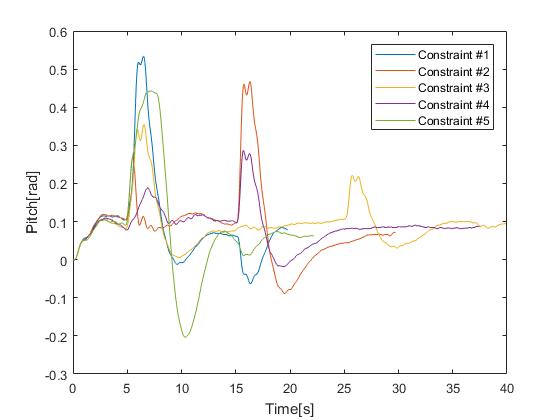 0.6
0.5
0.4
0.3
0.2
0.1
0
-0.1
-0.2
-0.3
Pitch[rad]
Constraint #1
Constraint #2
Constraint #3
Constraint #4
Constraint #5
0 5 10 15 20 25 30 35 40
Time[s]